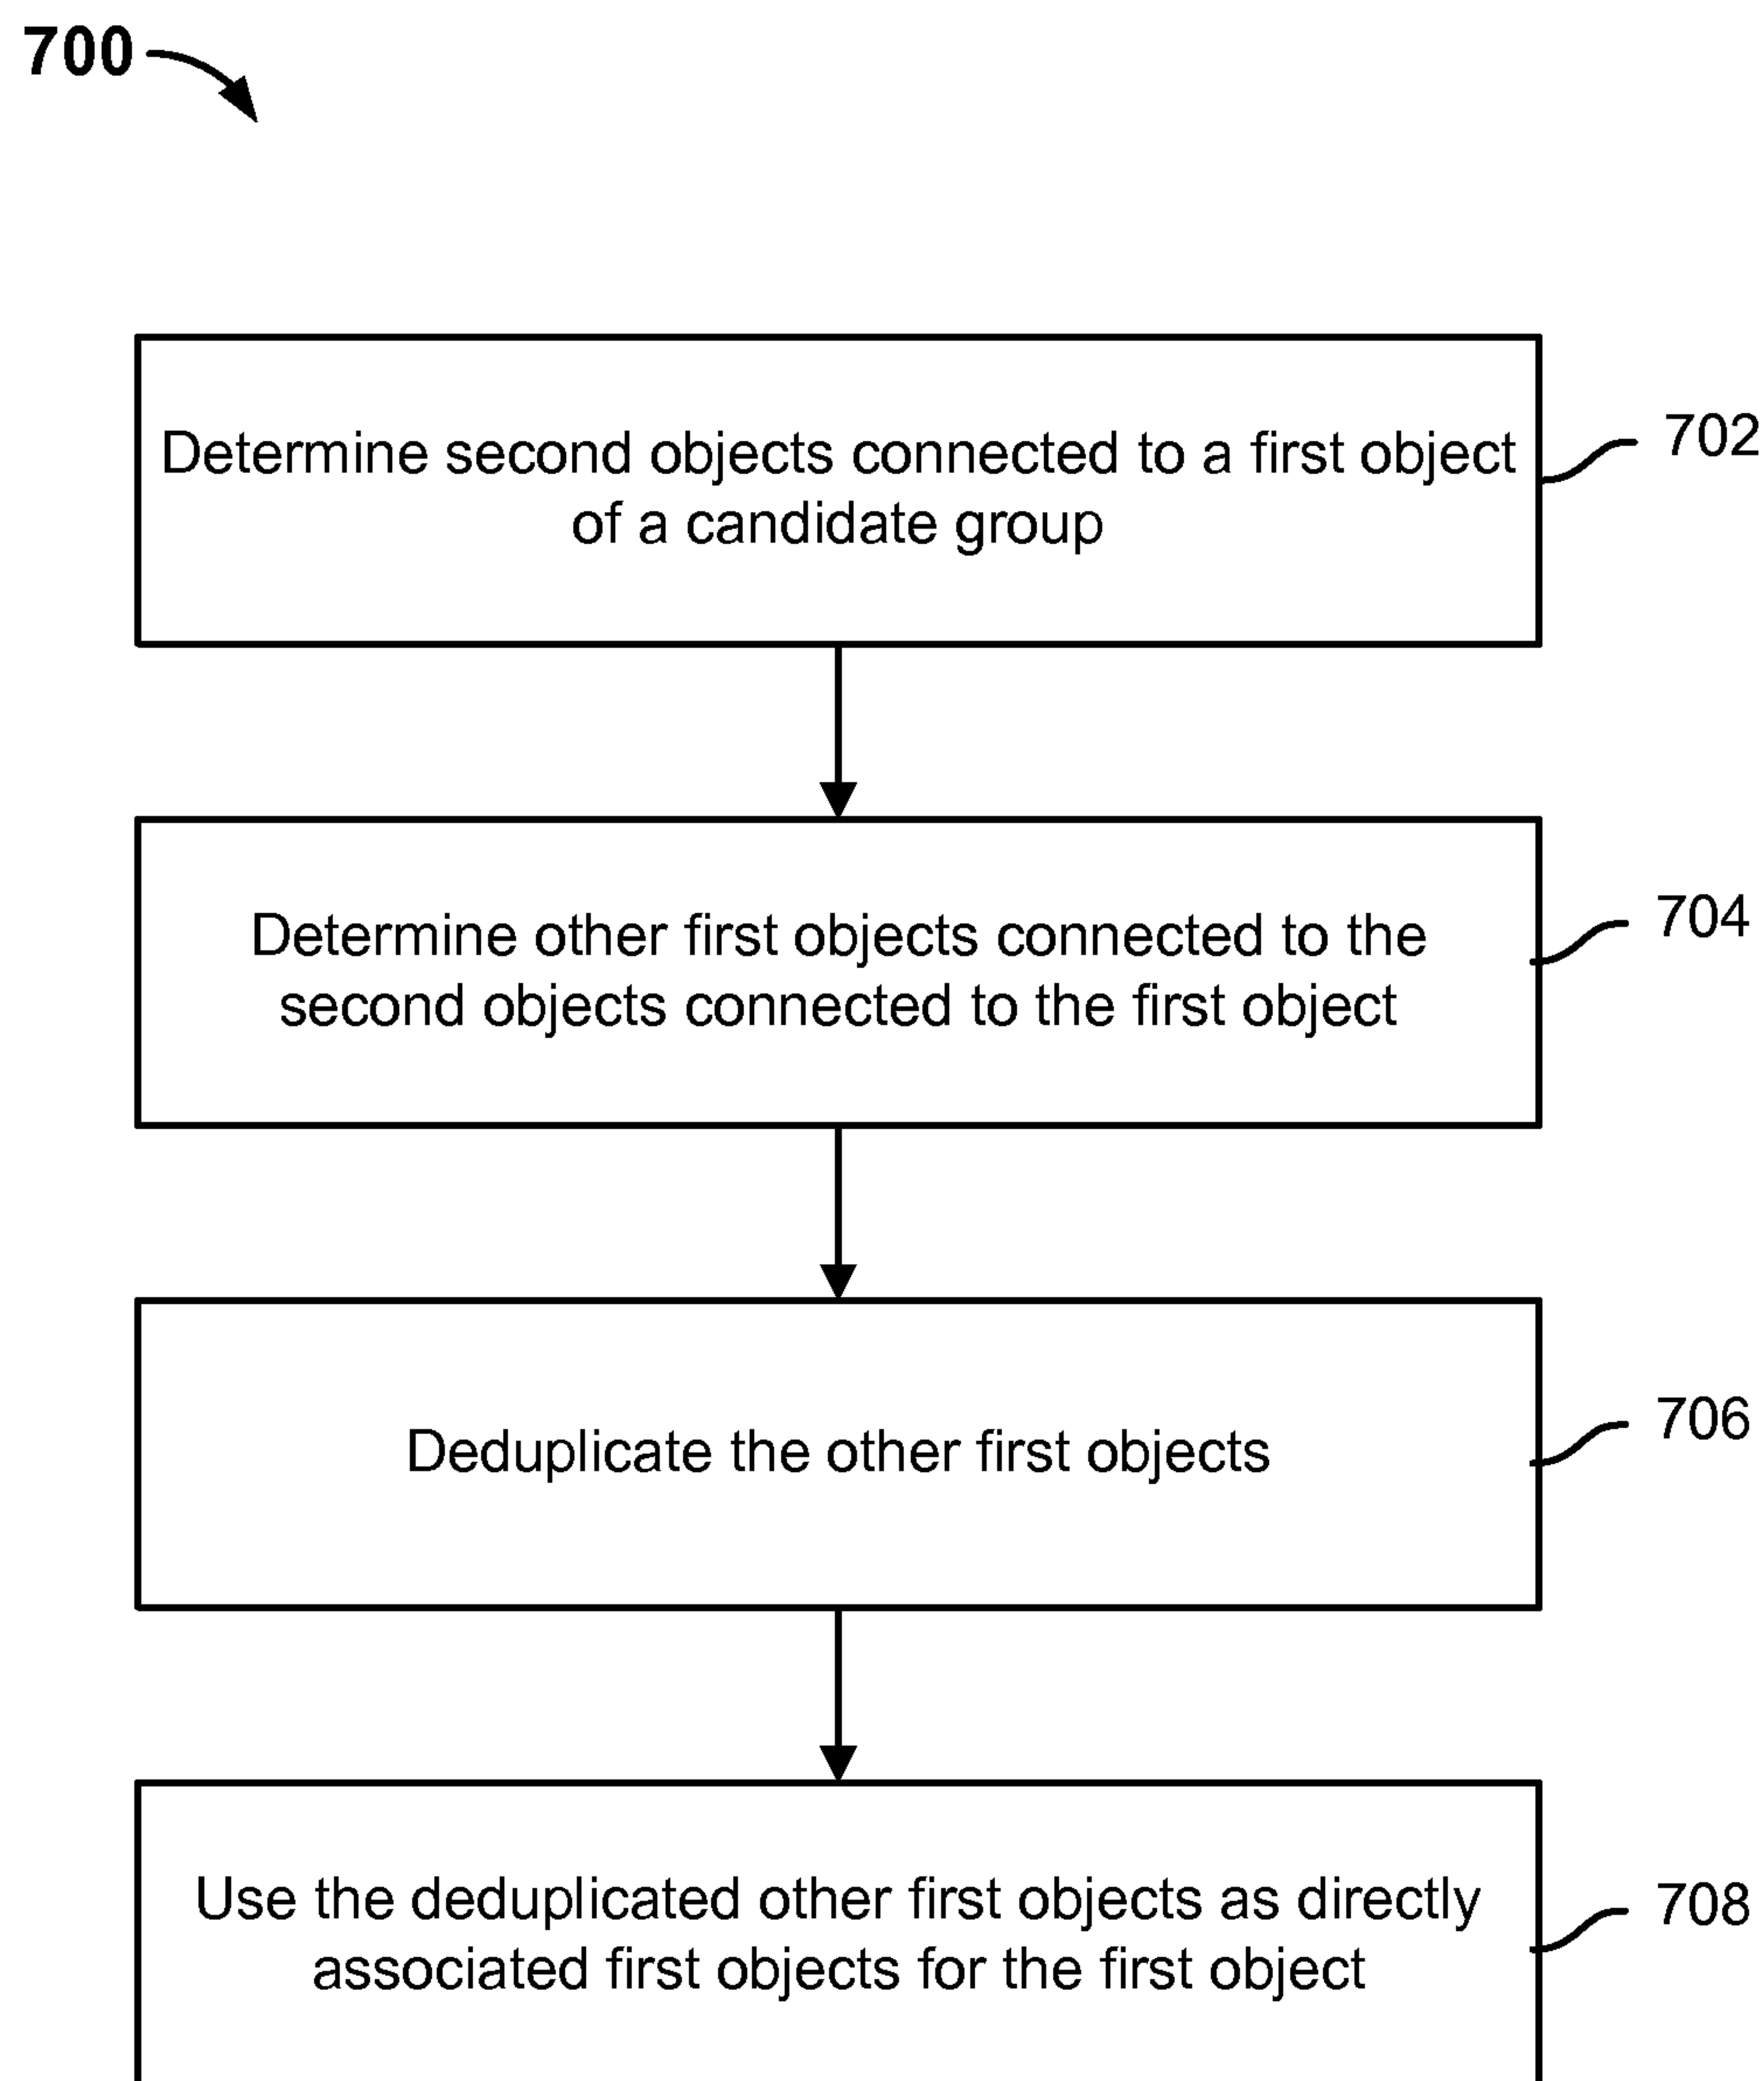 700
Determine second objects connected to a first object
of a candidate group
702
Determine other first objects connected to the
second objects connected to the first object
704
Deduplicate the other first objects
706
Use the deduplicated other first objects as directly
associated first objects for the first object
708